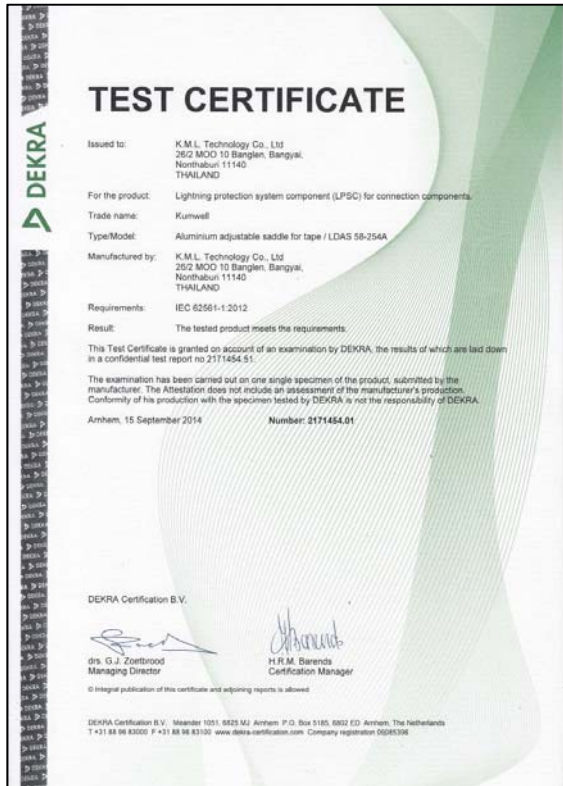 DEKRA
TEST CERTIFICATE
Issued to: K.M.L. Technology Co., Ltd
26/2 MOO 10 Banglen, Bangyai,
Nonthaburi 11140
THAILAND
For the product: Lightning protection system component (LPSC) for connection components.
Trade name: Kumwell
Type/Model: Aluminium adjustable saddle for tape / LDAS 58-254A
Manufactured by: K.M.L. Technology Co., Ltd
26/2 MOO 10 Banglen, Bangyai,
Nonthaburi 11140
THAILAND
Requirements: IEC 62561-1:2012
Result: The tested product meets the requirements.
This Test Certificate is granted on account of an examination by DEKRA, the results of which are laid down
in a confidential test report no 2171454.51.
The examination has been carried out on one single specimen of the product, submitted by the
manufacturer. The Attestation does not include an assessment of the manufacturer's production.
Conformity of his production with the specimen tested by DEKRA is not the responsibility of DEKRA.
Arnhem, 15 September 2014 Number: 2171454.01
DEKRA Certification B.V.
drs. G.J. Zoetbrood H.R.M. Barends
Managing Director Certification Manager
© Integral publication of this certificate and adjoining reports is allowed
DEKRA Certification B.V. Meander 1051, 6825 MJ Arnhem P.O. Box 5185, 6802 ED Arnhem, The Netherlands
T +31 88 96 83000 F +31 88 96 83100 www.dekra-certification.com Company registration 09085396